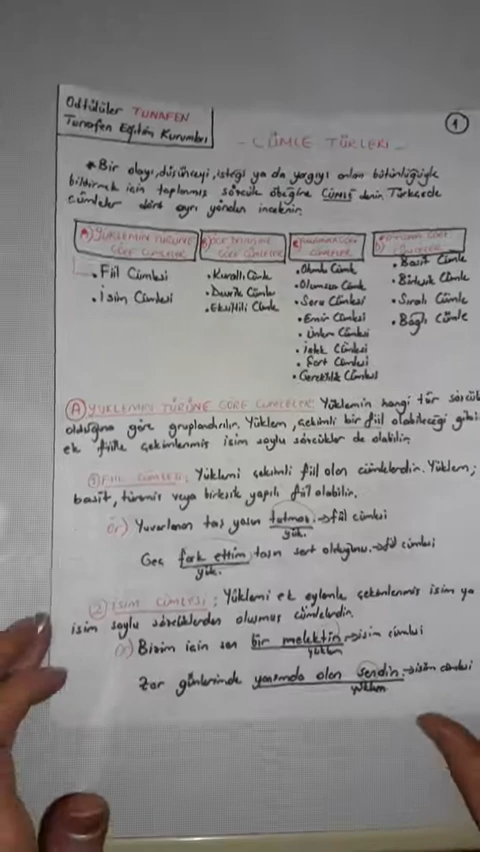 Odtülüler TUNAFEN
Tunafen Eğitim Kurumları
1
- CÜMLE TÜRLERİ -
* Bir olayı, düşünceyi, isteği ya da yargıyı anlam bütünlüğüyle
bildirmek için toplanmış sözcük öbeğine CÜMLE denir. Türkçede
cümleler dört ayrı yönden incelenir.
A) YÜKLEMİN TÜRÜNE GÖRE CÜMLELER
• Fiil Cümlesi
• İsim Cümlesi
GÖRE CÜMLELER
• Kurallı Cümle
• Devrik Cümle
• Eksiltili Cümle
GÖRE CÜMLELER
• Olumlu Cümle
• Olumsuz Cümle
• Soru Cümlesi
• Emir Cümlesi
• Ünlem Cümlesi
• İstek Cümlesi
• Şart Cümlesi
• Gereklilik Cümlesi
D)
• Basit Cümle
• Birleşik Cümle
• Sıralı Cümle
• Bağlı Cümle
A) YÜKLEMİN TÜRÜNE GÖRE CÜMLELER: Yüklemin hangi tür sözcük
olduğuna göre gruplandırılır. Yüklem, çekimli bir fiil olabileceği gibi
ek fiille çekimlenmiş isim soylu sözcükler de olabilir.
① FİİL CÜMLESİ: Yüklemi çekimli fiil olan cümlelerdir. Yüklem;
basit, türemiş veya birleşik yapılı fiil olabilir.
Ör) Yuvarlanan taş yosun tutmaz. → fiil cümlesi
yük.
Geç fark ettim taşın sert olduğunu. → fiil cümlesi
yük.
② İSİM CÜMLESİ: Yüklemi ek eylemle çekimlenmiş isim ya
isim soylu sözcüklerden oluşmuş cümlelerdir.
Ör) Bizim için sen bir melektin. → isim cümlesi
yüklem
Zor günlerimde yanımda olan sendin. → isim cümlesi
yüklem